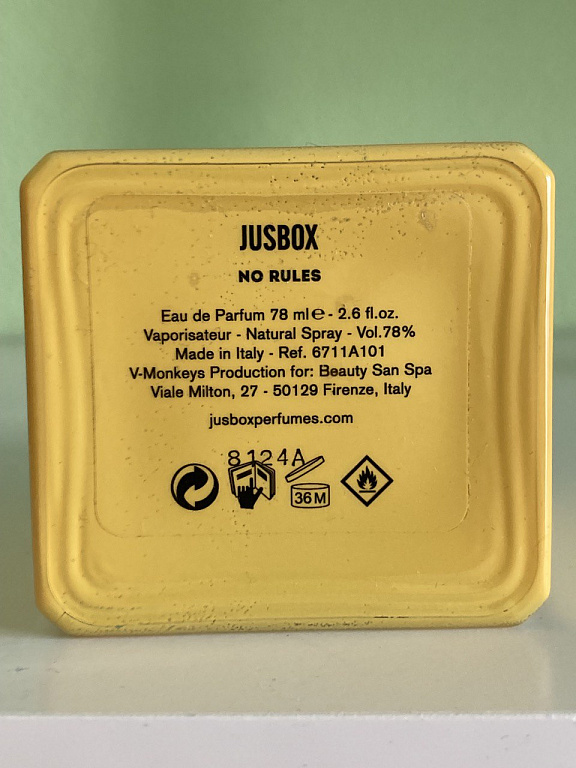 JUSBOX
NO RULES
Eau de Parfum 78 ml ℮ - 2.6 fl.oz.
Vaporisateur - Natural Spray - Vol.78%
Made in Italy - Ref. 6711A101
V-Monkeys Production for: Beauty San Spa
Viale Milton, 27 - 50129 Firenze, Italy
jusboxperfumes.com
8124A
36M